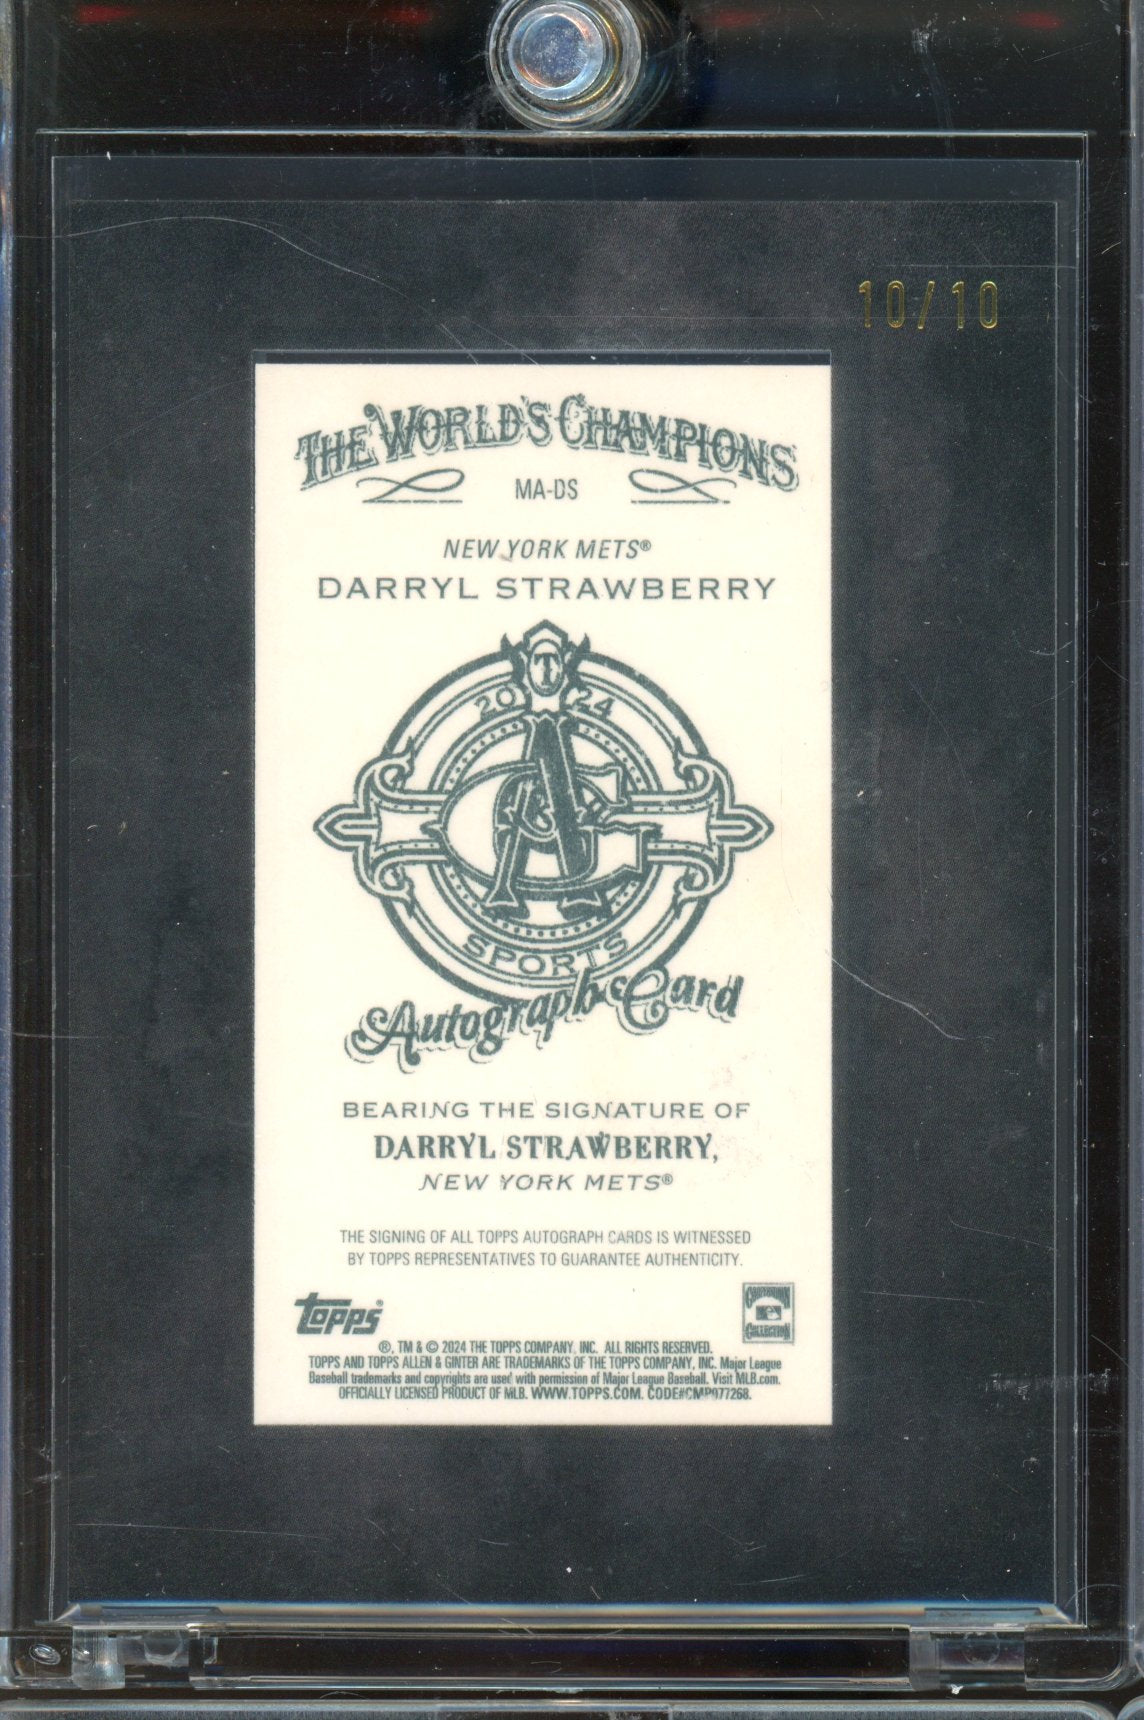 10/10
THE WORLD'S CHAMPIONS
MA-DS
NEW YORK METS®
DARRYL STRAWBERRY
T
20 24
A&G
SPORTS
Autograph Card
BEARING THE SIGNATURE OF
DARRYL STRAWBERRY,
NEW YORK METS®
THE SIGNING OF ALL TOPPS AUTOGRAPH CARDS IS WITNESSED
BY TOPPS REPRESENTATIVES TO GUARANTEE AUTHENTICITY.
topps®
COOPERSTOWN
COLLECTION
®, TM & © 2024 THE TOPPS COMPANY, INC. ALL RIGHTS RESERVED.
TOPPS AND TOPPS ALLEN & GINTER ARE TRADEMARKS OF THE TOPPS COMPANY, INC. Major League
Baseball trademarks and copyrights are used with permission of Major League Baseball. Visit MLB.com.
OFFICIALLY LICENSED PRODUCT OF MLB. WWW.TOPPS.COM. CODE#CMP077268.